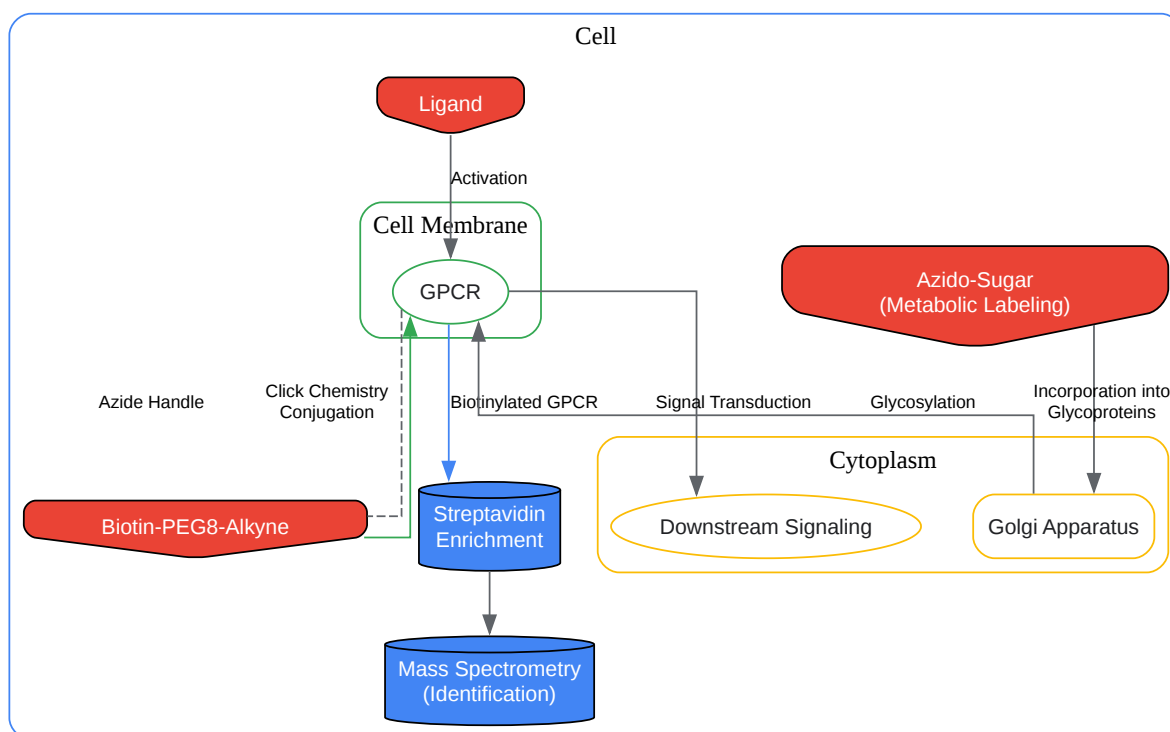 Cell
Ligand
Activation
Cell Membrane
GPCR
Azido-Sugar
(Metabolic Labeling)
Azide Handle
Click Chemistry
Conjugation
Biotinylated GPCR
Signal Transduction
Glycosylation
Incorporation into
Glycoproteins
Cytoplasm
Biotin-PEG8-Alkyne
Streptavidin
Enrichment
Downstream Signaling
Golgi Apparatus
Mass Spectrometry
(Identification)